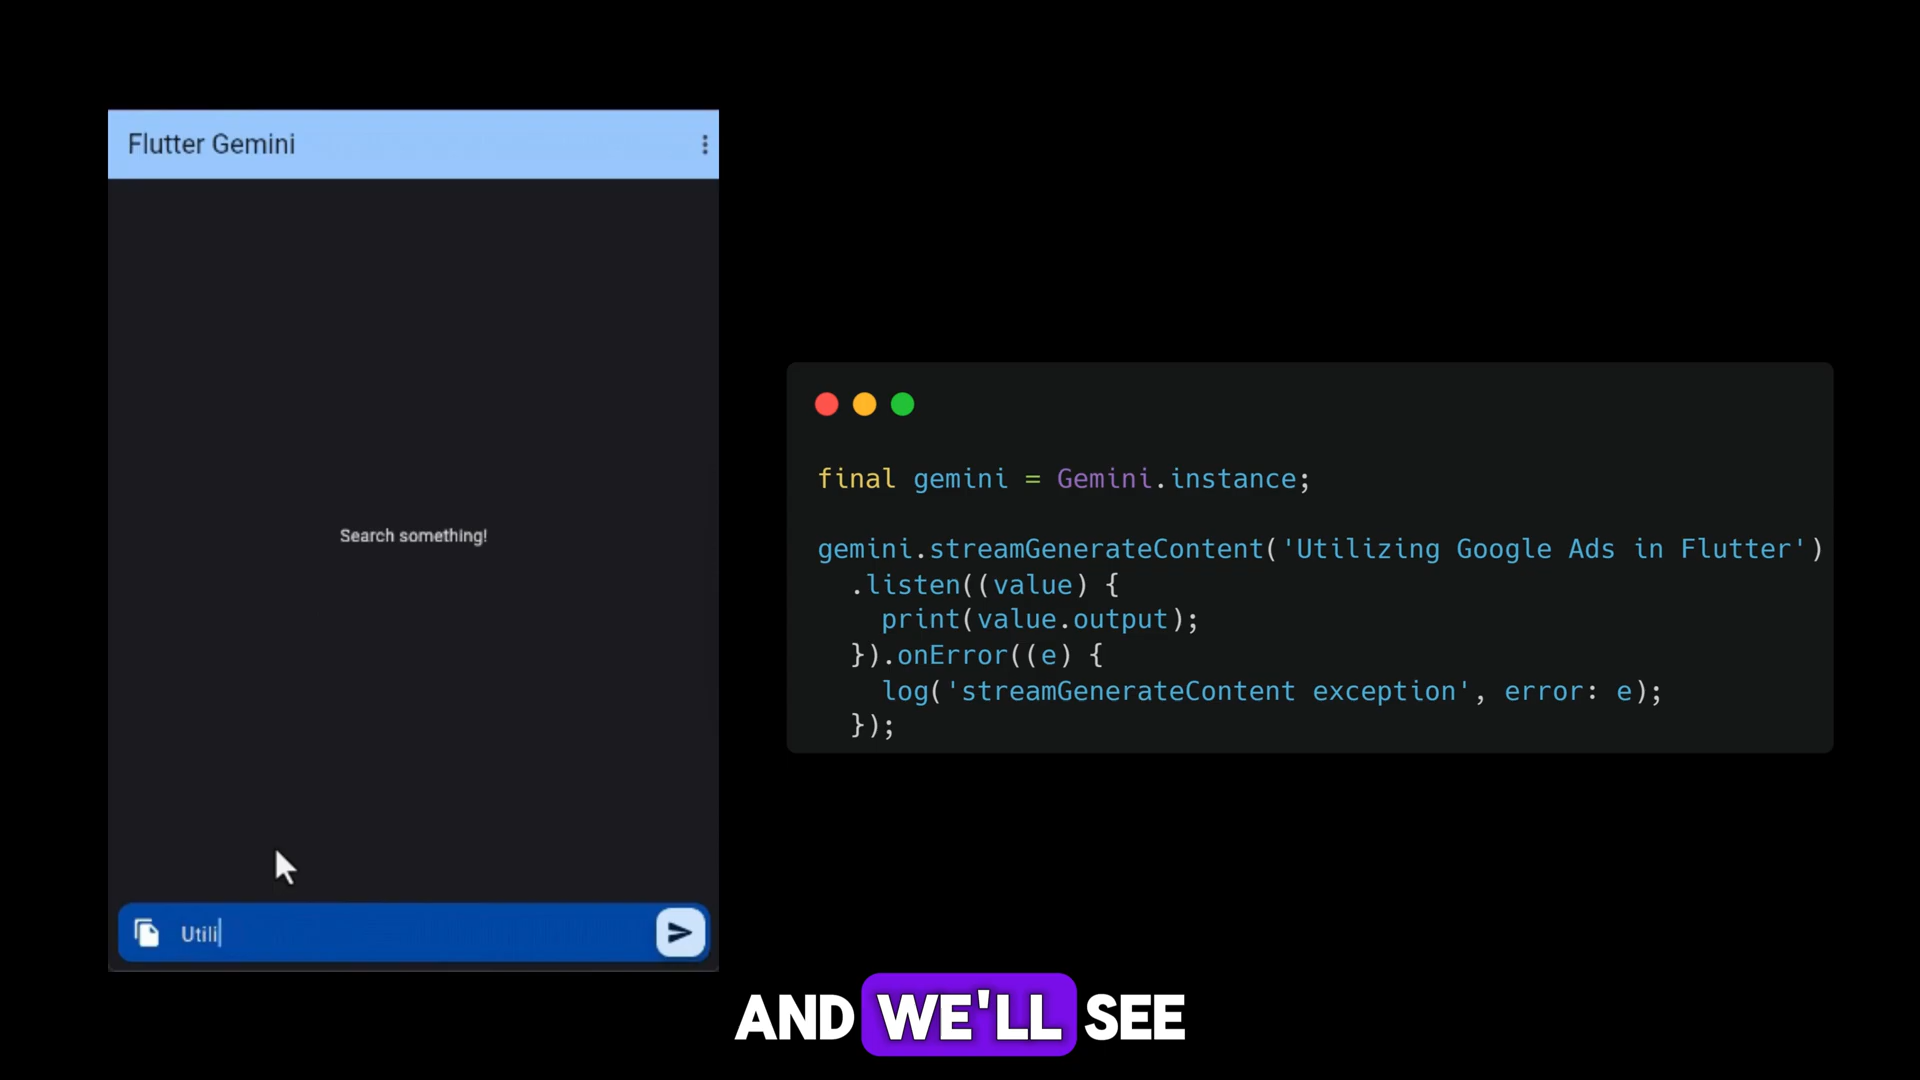 Flutter Gemini
Search something!
Utili
final gemini = Gemini.instance;
gemini.streamGenerateContent('Utilizing Google Ads in Flutter')
  .listen((value) {
    print(value.output);
  }).onError((e) {
    log('streamGenerateContent exception', error: e);
  });
AND WE'LL SEE